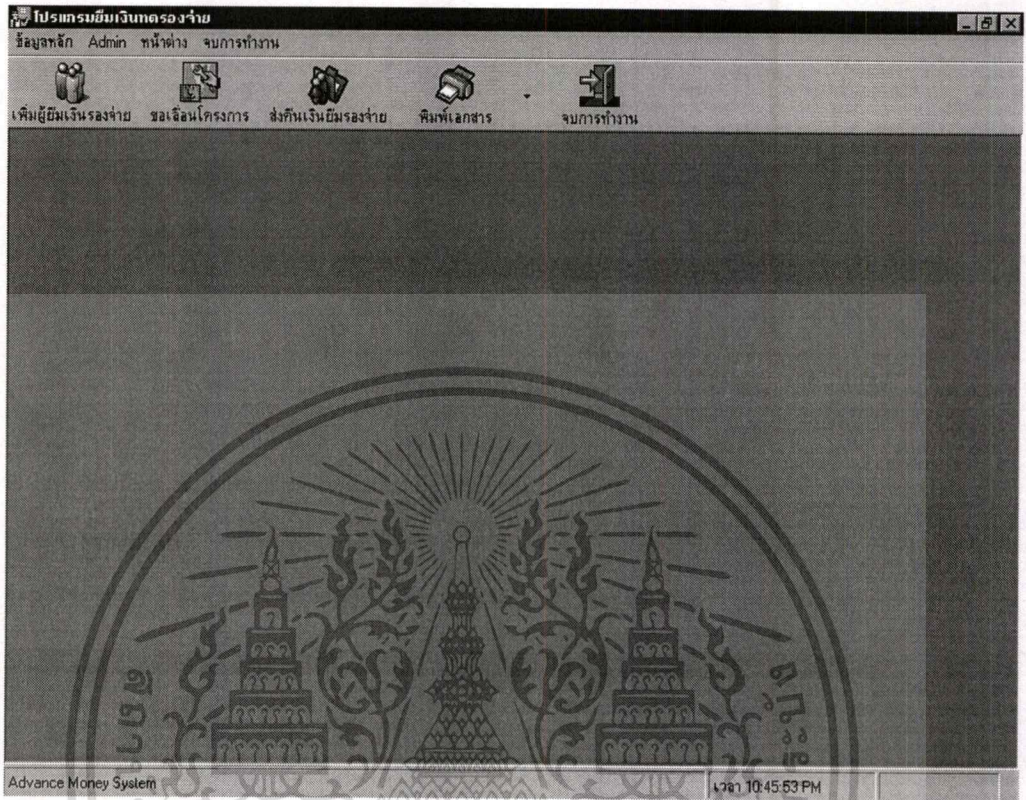 โปรแกรมยืมเงินทดรองจ่าย
ข้อมูลหลัก Admin หน้าต่าง จบการทำงาน
เพิ่มผู้ยืมเงินรองจ่าย ขอเงื่อนโครงการ ส่งคืนเงินยืมรองจ่าย พิมพ์เอกสาร จบการทำงาน
Advance Money System เวลา 10:45:53 PM